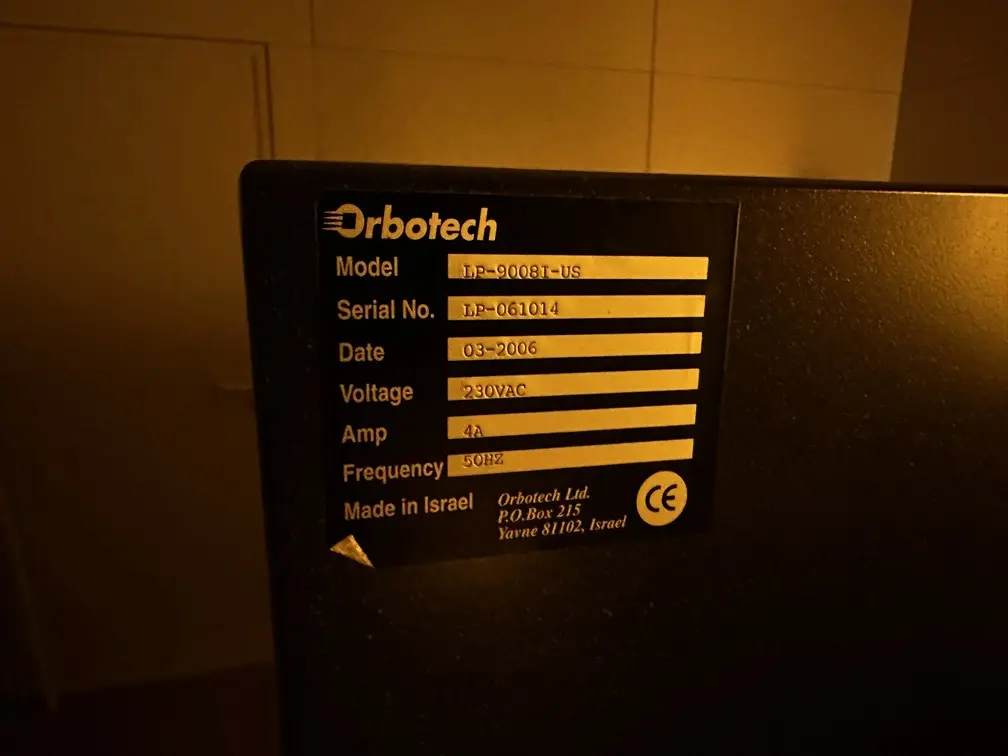 Orbotech
Model LP-9008I-US
Serial No. LP-061014
Date 03-2006
Voltage 230VAC
Amp 4A
Frequency 50HZ
Made in Israel
Orbotech Ltd.
P.O.Box 215
Yavne 81102, Israel
CE